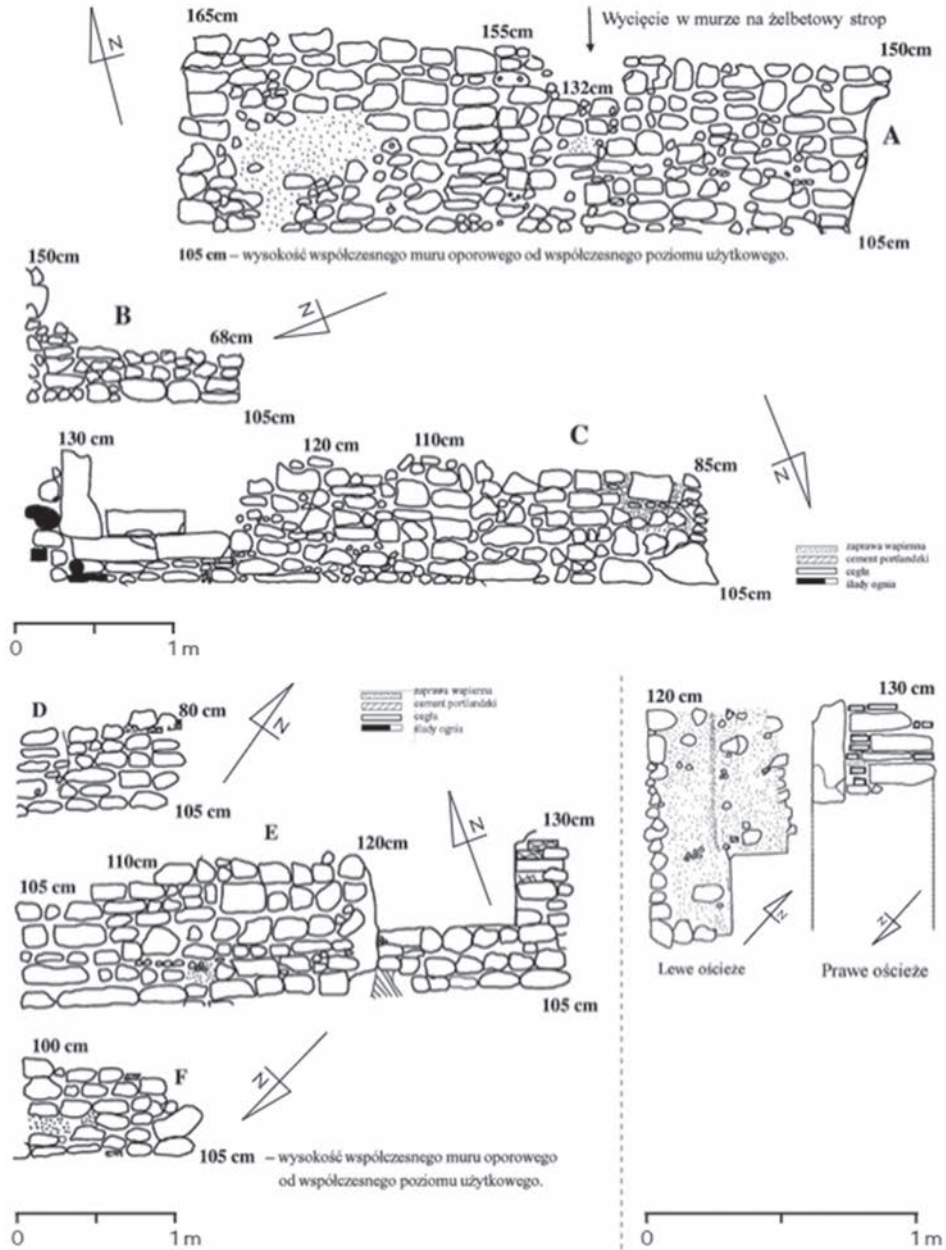 165cm
Wycięcie w murze na żelbetowy strop
155cm
150cm
132cm
N
A
105cm
105 cm – wysokość współczesnego muru oporowego od współczesnego poziomu użytkowego.
150cm
B
N
68cm
105cm
130 cm
120 cm
110cm
C
85cm
N
zaprawa wapienna
cement portlandzki
cegła
ślady ognia
105cm
0 1 m
D
80 cm
N
105 cm
zaprawa wapienna
cement portlandzki
cegła
ślady ognia
E
110cm
120cm
130cm
105 cm
N
105 cm
100 cm
F
N
105 cm – wysokość współczesnego muru oporowego
od współczesnego poziomu użytkowego.
0 1 m
120 cm
130 cm
N
N
Lewe ościeże
Prawe ościeże
0 1 m